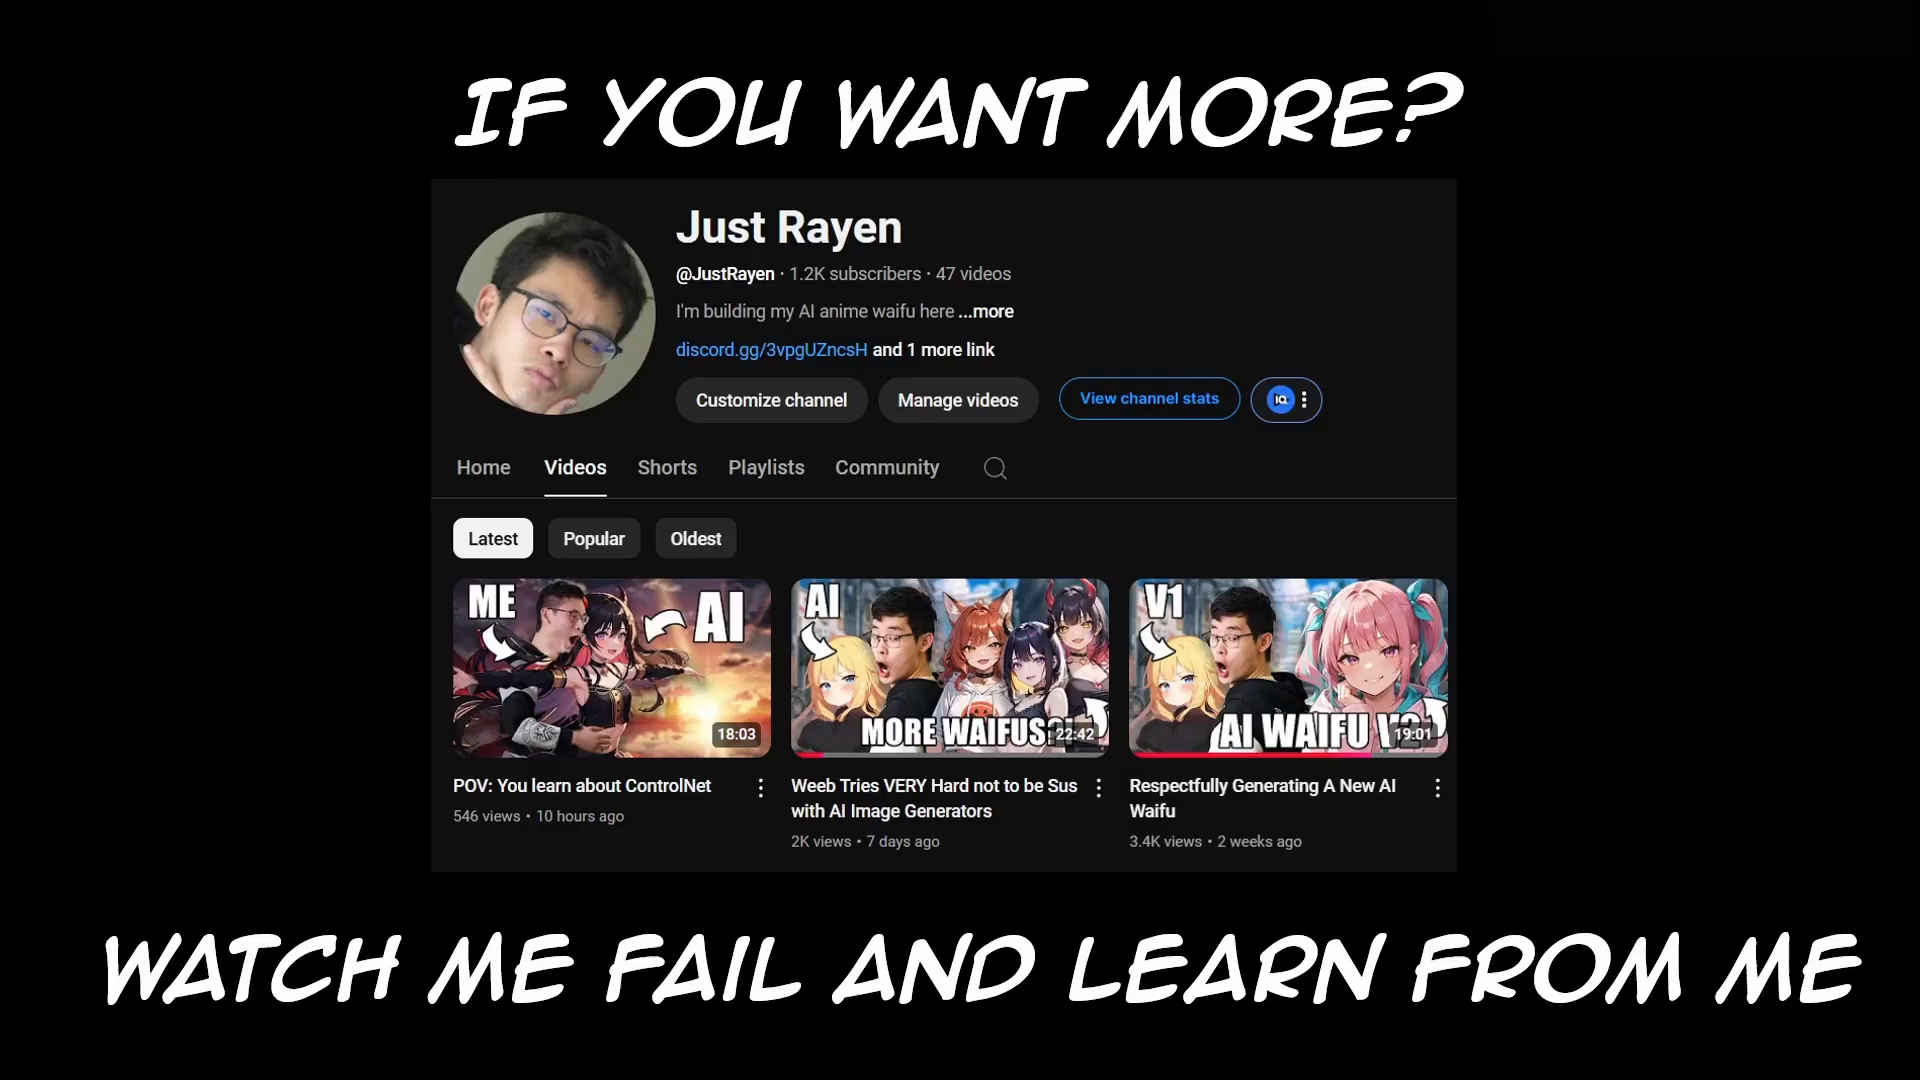 IF YOU WANT MORE?
Just Rayen
@JustRayen · 1.2K subscribers · 47 videos
I'm building my AI anime waifu here ...more
discord.gg/3vpgUZncsH and 1 more link
Customize channel
Manage videos
View channel stats
IQ
Home
Videos
Shorts
Playlists
Community
Latest
Popular
Oldest
ME
AI
18:03
AI
MORE WAIFUS?!
22:42
V1
AI WAIFU V2?
19:01
POV: You learn about ControlNet
546 views · 10 hours ago
Weeb Tries VERY Hard not to be Sus
with AI Image Generators
2K views · 7 days ago
Respectfully Generating A New AI
Waifu
3.4K views · 2 weeks ago
WATCH ME FAIL AND LEARN FROM ME